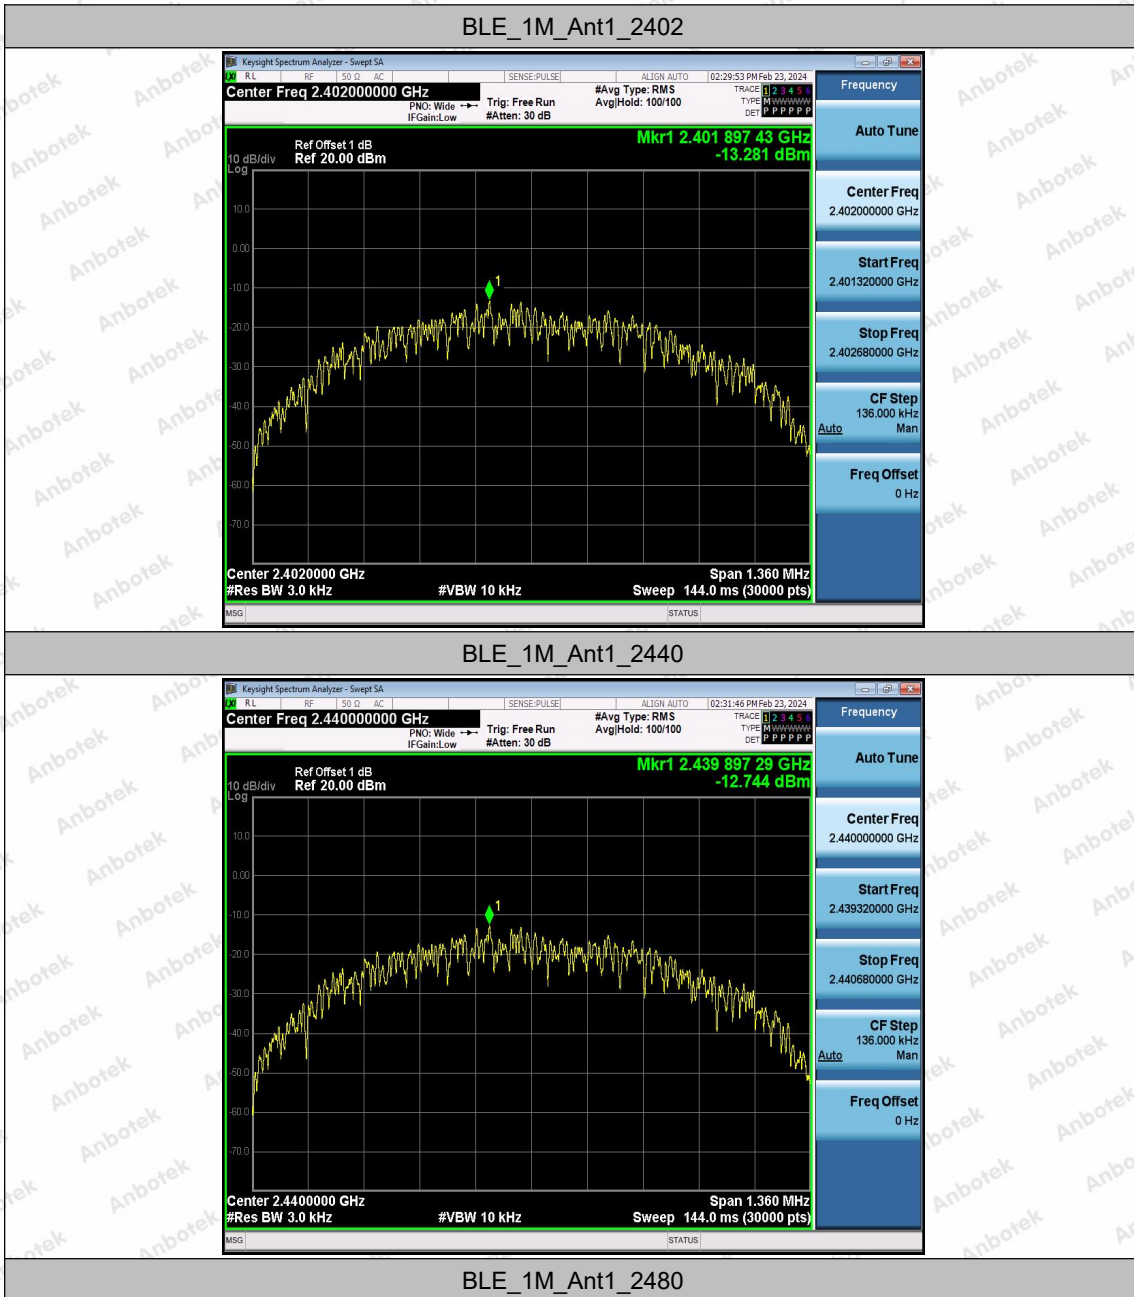 BLE_1M_Ant1_2402
Keysight Spectrum Analyzer - Swept SA
LXI RL RF 50 Ω AC SENSE:PULSE ALIGN AUTO 02:29:53 PM Feb 23, 2024
Center Freq 2.402000000 GHz #Avg Type: RMS TRACE 1 2 3 4 5 6
PNO: Wide Trig: Free Run Avg|Hold: 100/100 TYPE M WWWWW
IFGain:Low #Atten: 30 dB DET P P P P P P
Frequency
Mkr1 2.401 897 43 GHz
-13.281 dBm
Ref Offset 1 dB
10 dB/div Ref 20.00 dBm
Log
10.0
0.00
-10.0
-20.0
-30.0
-40.0
-50.0
-60.0
-70.0
1
Center 2.4020000 GHz Span 1.360 MHz
#Res BW 3.0 kHz #VBW 10 kHz Sweep 144.0 ms (30000 pts)
MSG STATUS
Auto Tune
Center Freq
2.402000000 GHz
Start Freq
2.401320000 GHz
Stop Freq
2.402680000 GHz
CF Step
136.000 kHz
Auto Man
Freq Offset
0 Hz
BLE_1M_Ant1_2440
Keysight Spectrum Analyzer - Swept SA
LXI RL RF 50 Ω AC SENSE:PULSE ALIGN AUTO 02:31:46 PM Feb 23, 2024
Center Freq 2.440000000 GHz #Avg Type: RMS TRACE 1 2 3 4 5 6
PNO: Wide Trig: Free Run Avg|Hold: 100/100 TYPE M WWWWW
IFGain:Low #Atten: 30 dB DET P P P P P P
Frequency
Mkr1 2.439 897 29 GHz
-12.744 dBm
Ref Offset 1 dB
10 dB/div Ref 20.00 dBm
Log
10.0
0.00
-10.0
-20.0
-30.0
-40.0
-50.0
-60.0
-70.0
1
Center 2.4400000 GHz Span 1.360 MHz
#Res BW 3.0 kHz #VBW 10 kHz Sweep 144.0 ms (30000 pts)
MSG STATUS
Auto Tune
Center Freq
2.440000000 GHz
Start Freq
2.439320000 GHz
Stop Freq
2.440680000 GHz
CF Step
136.000 kHz
Auto Man
Freq Offset
0 Hz
BLE_1M_Ant1_2480
Anbotek